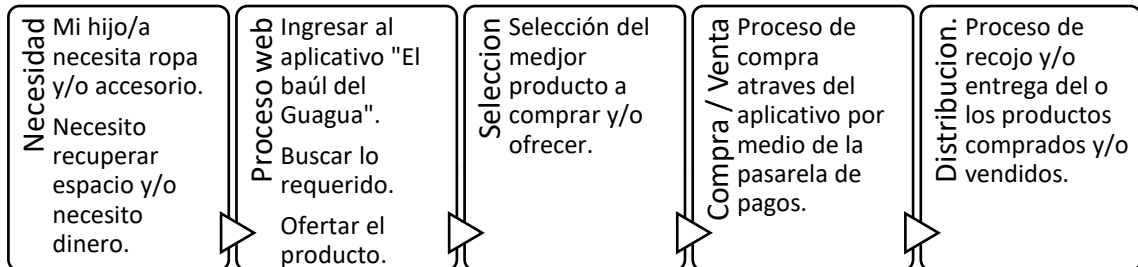 Necesidad
Mi hijo/a
necesita ropa
y/o accesorio.
Necesito
recuperar
espacio y/o
necesito
dinero.
Proceso web
Ingresar al
aplicativo "El
baúl del
Guagua".
Buscar lo
requerido.
Ofertar el
producto.
Seleccion
Selección del
medjor
producto a
comprar y/o
ofrecer.
Compra / Venta
Proceso de
compra
atraves del
aplicativo por
medio de la
pasarela de
pagos.
Distribucion.
Proceso de
recojo y/o
entrega del o
los productos
comprados y/o
vendidos.